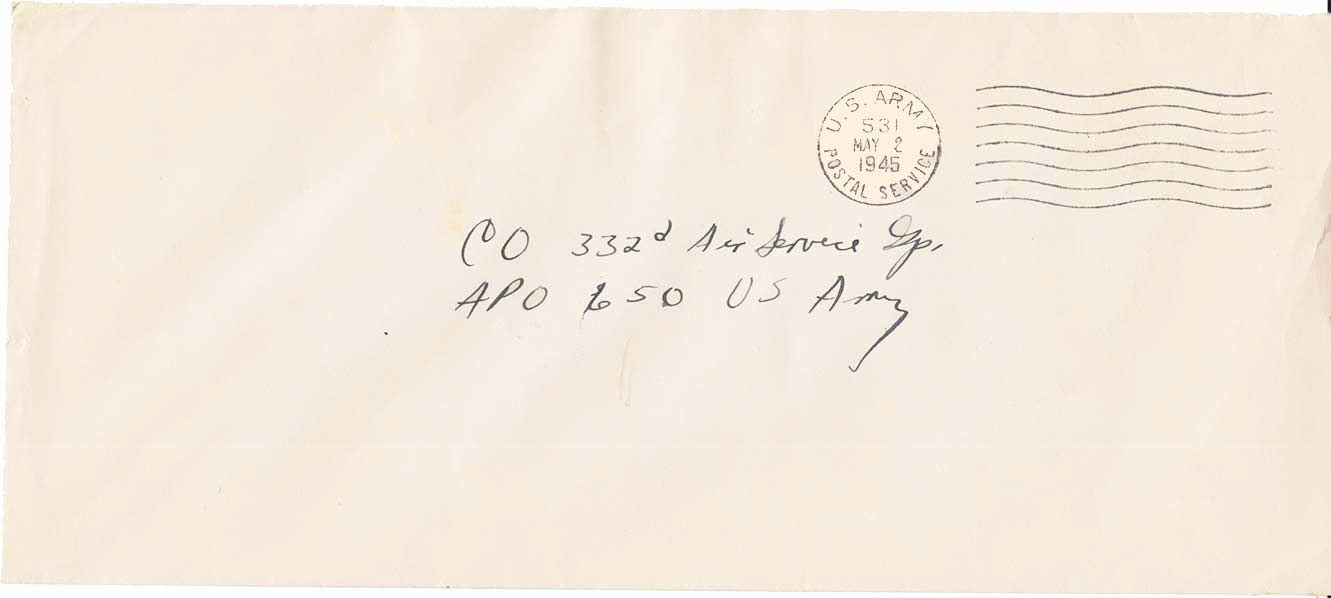 U.S. ARMY
531
MAY 2
1945
POSTAL SERVICE
CO 332d Air Service Gp.
APO 650 US Army